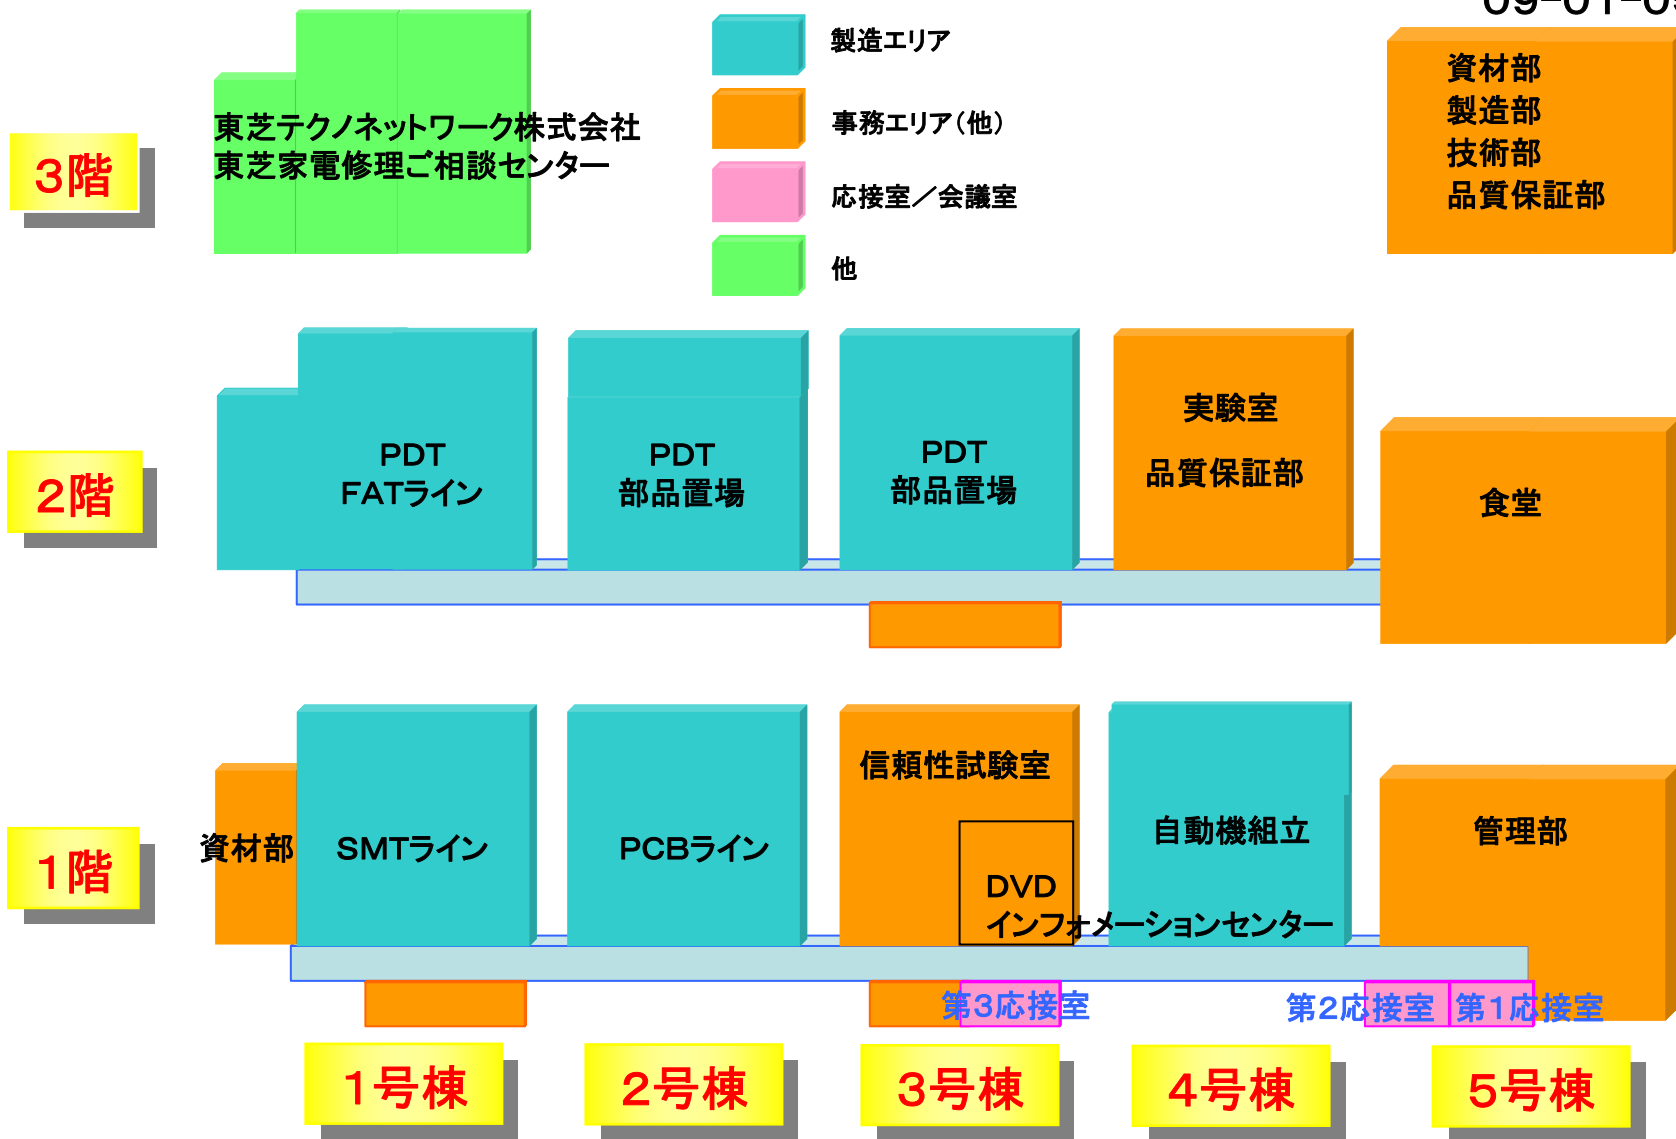 09-01-09
製造エリア
事務エリア（他）
応接室／会議室
他
3階
東芝テクノネットワーク株式会社
東芝家電修理ご相談センター
資材部
製造部
技術部
品質保証部
2階
PDT
FATライン
PDT
部品置場
PDT
部品置場
実験室
品質保証部
食堂
1階
資材部
SMTライン
PCBライン
信頼性試験室
DVD
インフォメーションセンター
自動機組立
管理部
第3応接室
第2応接室
第1応接室
1号棟
2号棟
3号棟
4号棟
5号棟